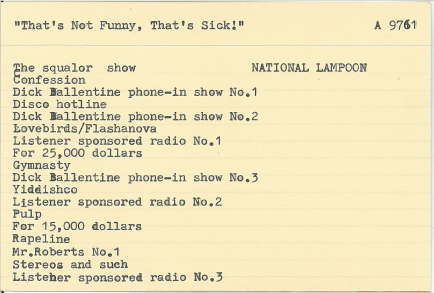 "That's Not Funny, That's Sick!" A 9761
The squalor show NATIONAL LAMPOON
Confession
Dick Ballentine phone-in show No.1
Disco hotline
Dick Ballentine phone-in show No.2
Lovebirds/Flashanova
Listener sponsored radio No.1
For 25,000 dollars
Gymnasty
Dick Ballentine phone-in show No.3
Yiddishco
Listener sponsored radio No.2
Pulp
For 15,000 dollars
Rapeline
Mr.Roberts No.1
Stereos and such
Listener sponsored radio No.3